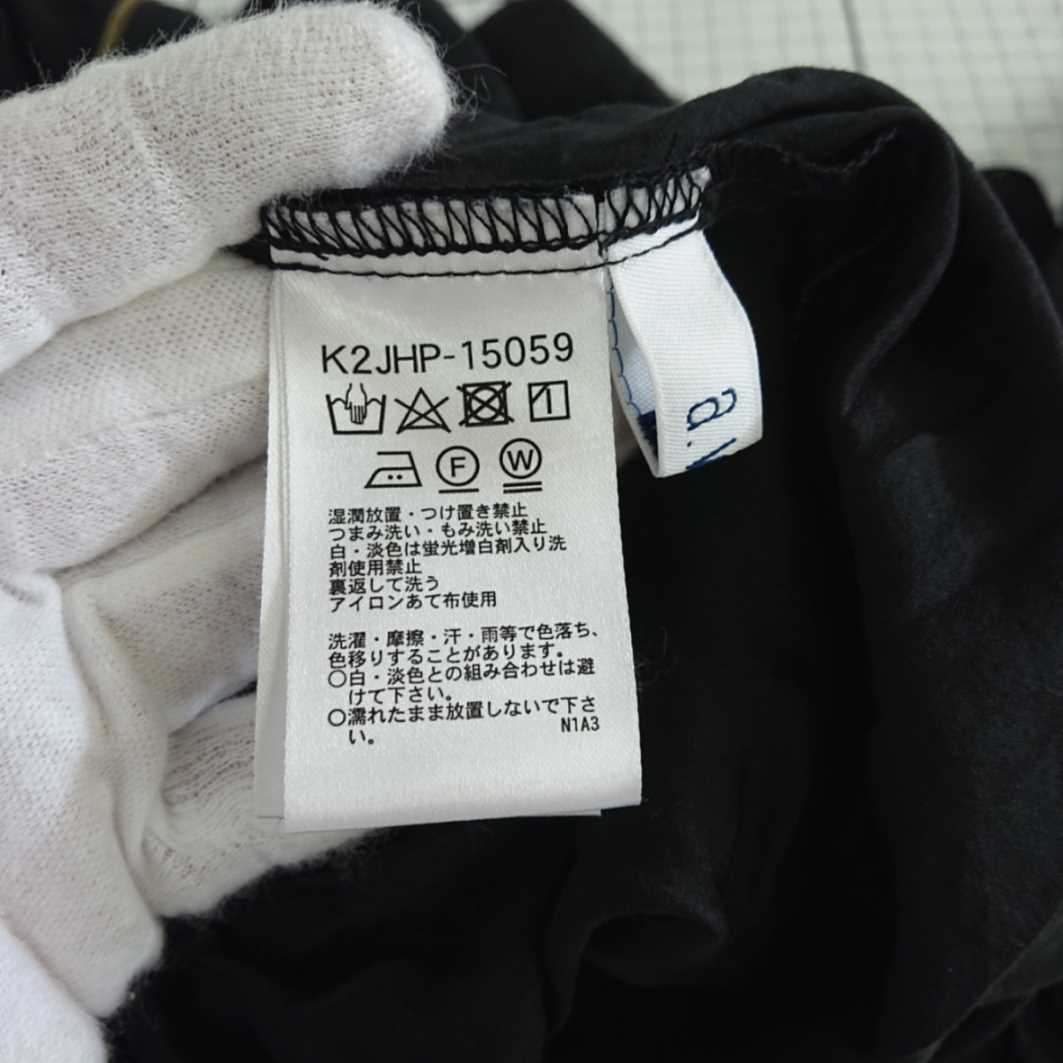 K2JHP-15059
F W
湿潤放置・つけ置き禁止
つまみ洗い・もみ洗い禁止
白・淡色は蛍光増白剤入り洗
剤使用禁止
裏返して洗う
アイロンあて布使用
洗濯・摩擦・汗・雨等で色落ち、
色移りすることがあります。
○白・淡色との組み合わせは避
けて下さい。
○濡れたまま放置しないで下さ
い。
N1A3
a.